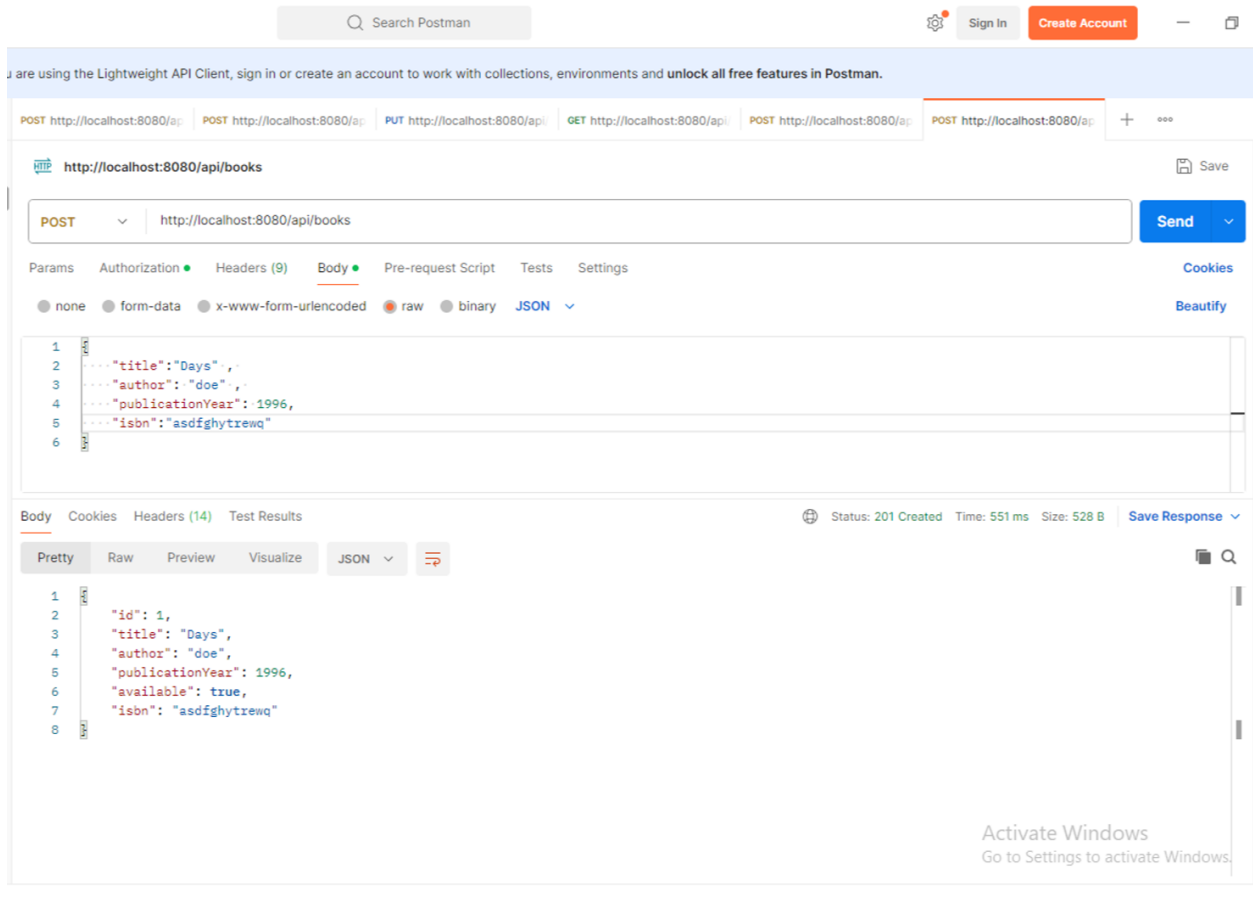 Search Postman
Sign In
Create Account
u are using the Lightweight API Client, sign in or create an account to work with collections, environments and unlock all free features in Postman.
POST http://localhost:8080/ap POST http://localhost:8080/ap PUT http://localhost:8080/api/ GET http://localhost:8080/api/ POST http://localhost:8080/ap POST http://localhost:8080/ap
HTTP http://localhost:8080/api/books Save
POST http://localhost:8080/api/books Send
Params Authorization Headers (9) Body Pre-request Script Tests Settings Cookies
none form-data x-www-form-urlencoded raw binary JSON Beautify
1 {
2 "title":"Days" ,
3 "author": "doe" ,
4 "publicationYear": 1996,
5 "isbn":"asdfghytrewq"
6 }
Body Cookies Headers (14) Test Results Status: 201 Created Time: 551 ms Size: 528 B Save Response
Pretty Raw Preview Visualize JSON
1 {
2 "id": 1,
3 "title": "Days",
4 "author": "doe",
5 "publicationYear": 1996,
6 "available": true,
7 "isbn": "asdfghytrewq"
8 }
Activate Windows
Go to Settings to activate Windows.